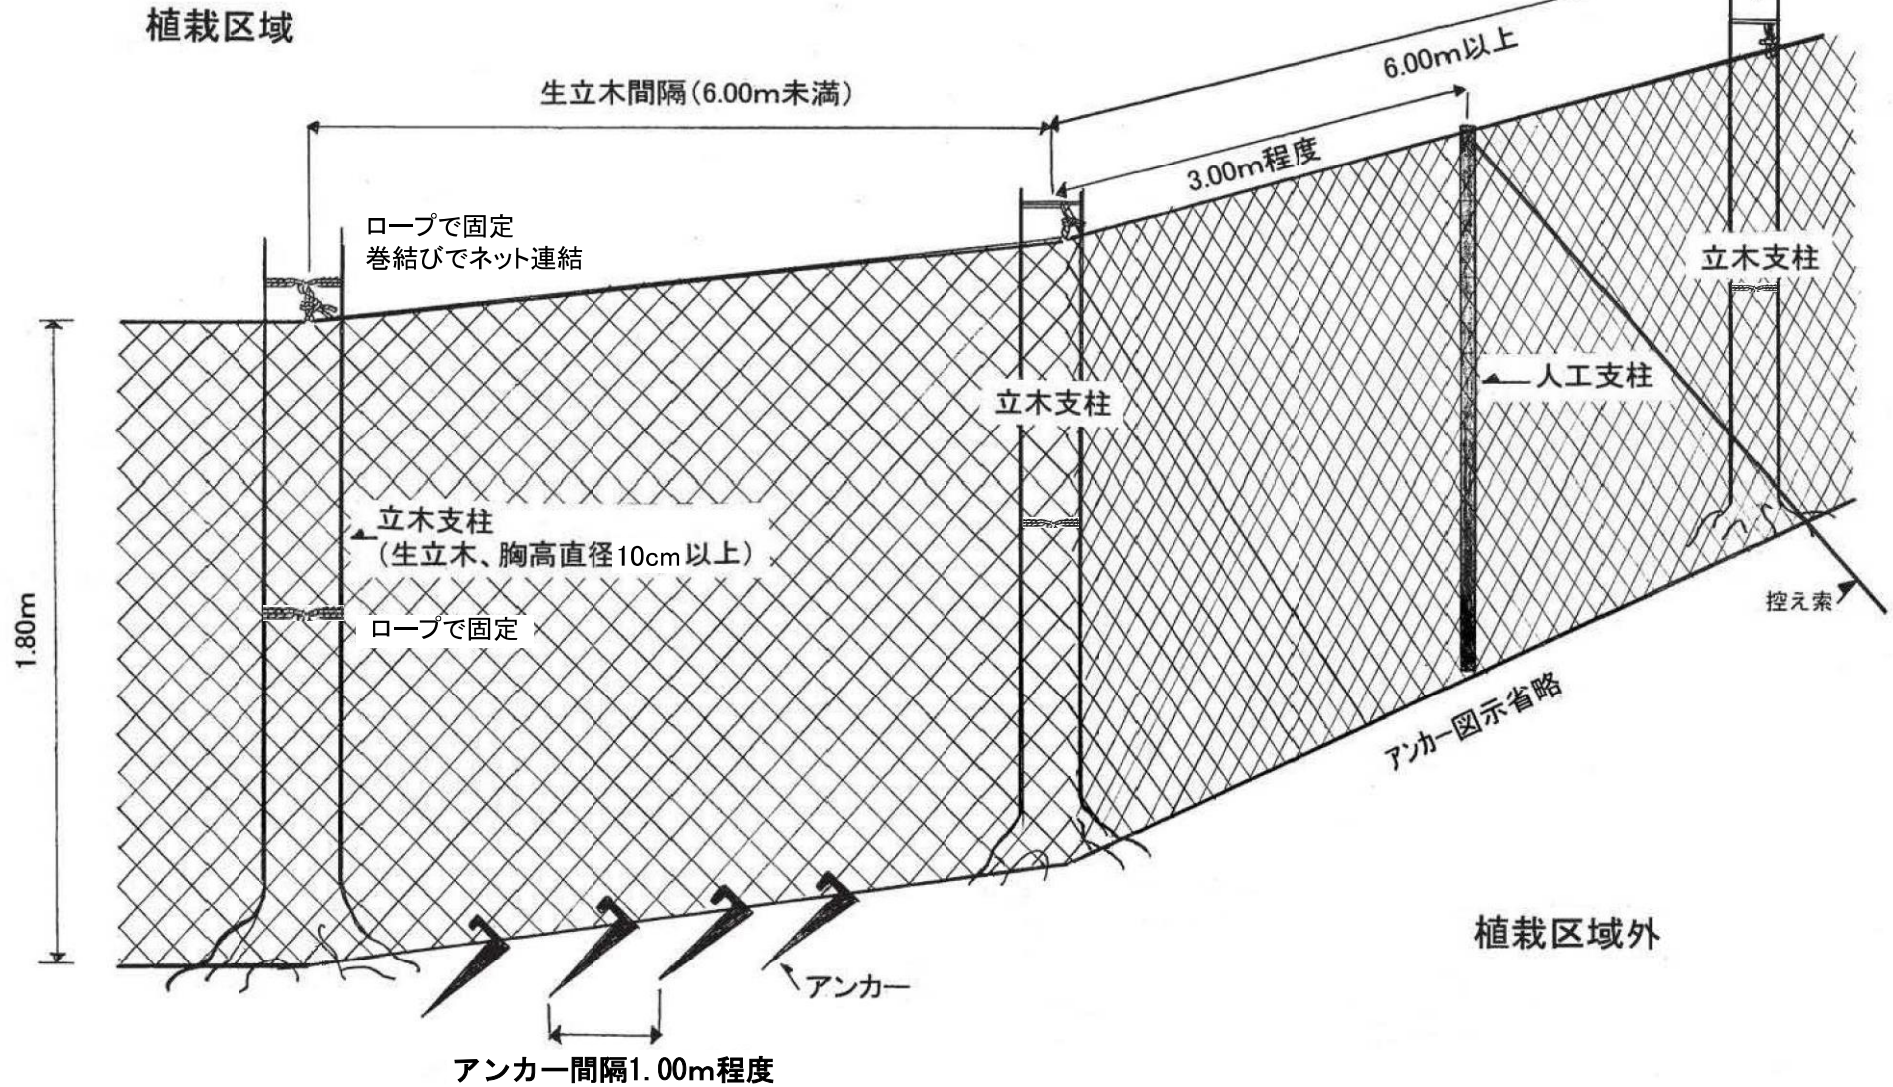 植栽区域
6.00m以上
生立木間隔(6.00m未満)
3.00m程度
ロープで固定
巻結びでネット連結
立木支柱
人工支柱
立木支柱
立木支柱
(生立木、胸高直径10cm以上)
控え索
ロープで固定
1.80m
アンカー図示省略
植栽区域外
アンカー
アンカー間隔1.00m程度